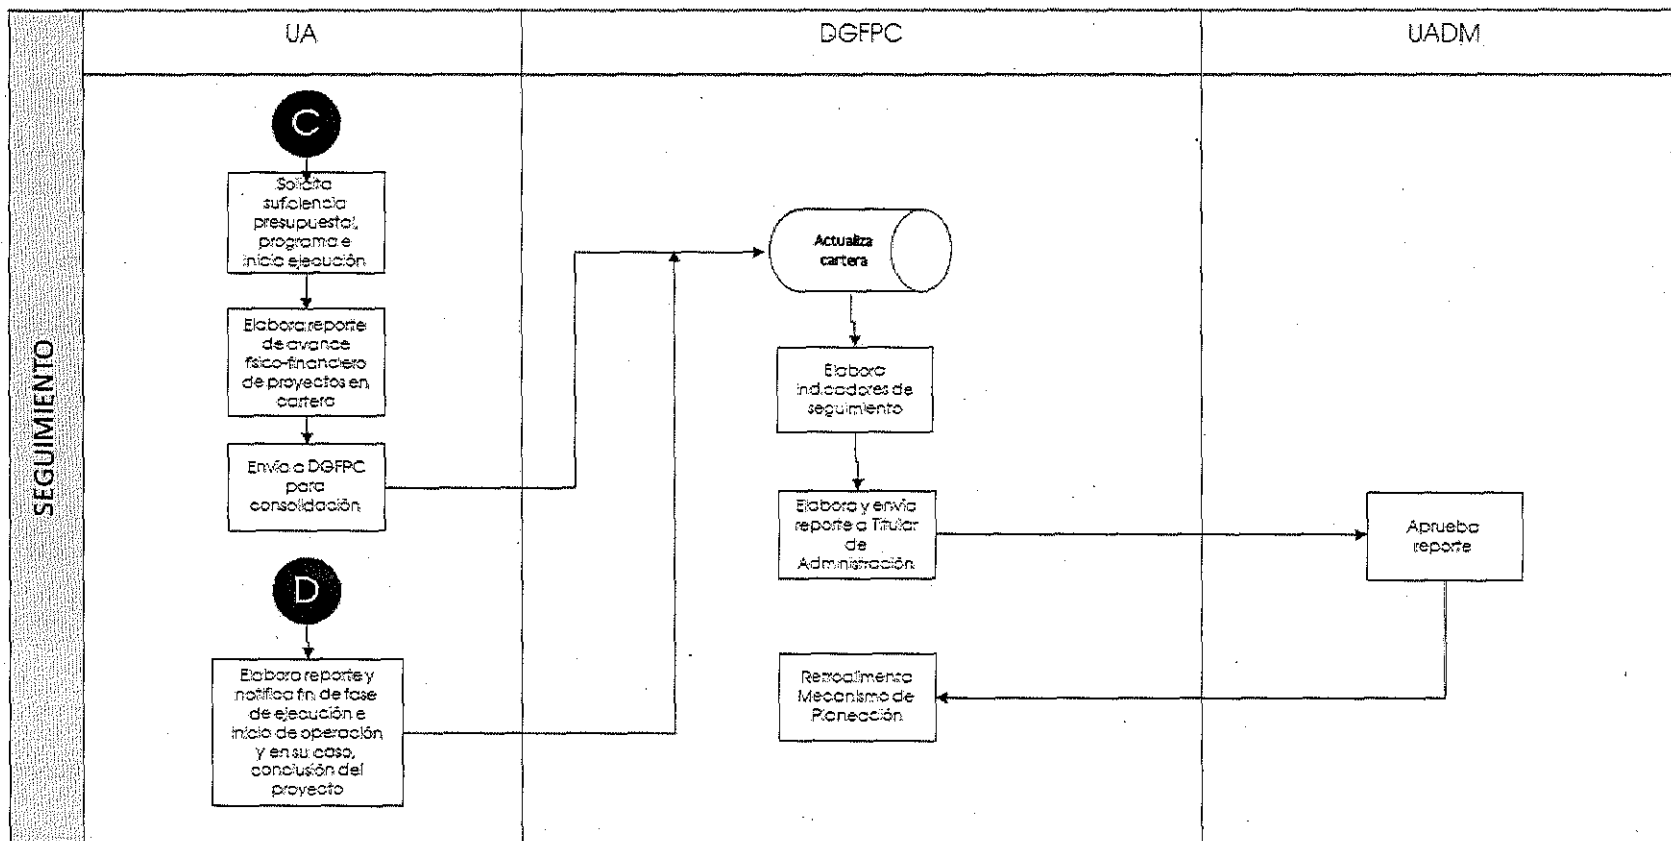 UA
DGFPC
UADM
SEGUIMIENTO
C
Solicita
suficiencia
presupuestal,
programa e
inicia ejecución
Elabora reporte
de avance
físico-financiero
de proyectos en
cartera
Envía a DGFPC
para
consolidación
D
Elabora reporte y
notifica fin de fase
de ejecución e
inicio de operación
y en su caso,
conclusión del
proyecto
Actualiza
cartera
Elabora
indicadores de
seguimiento
Elabora y envía
reporte a Titular
de
Administración
Retroalimenta
Mecanismo de
Planeación
Aprueba
reporte